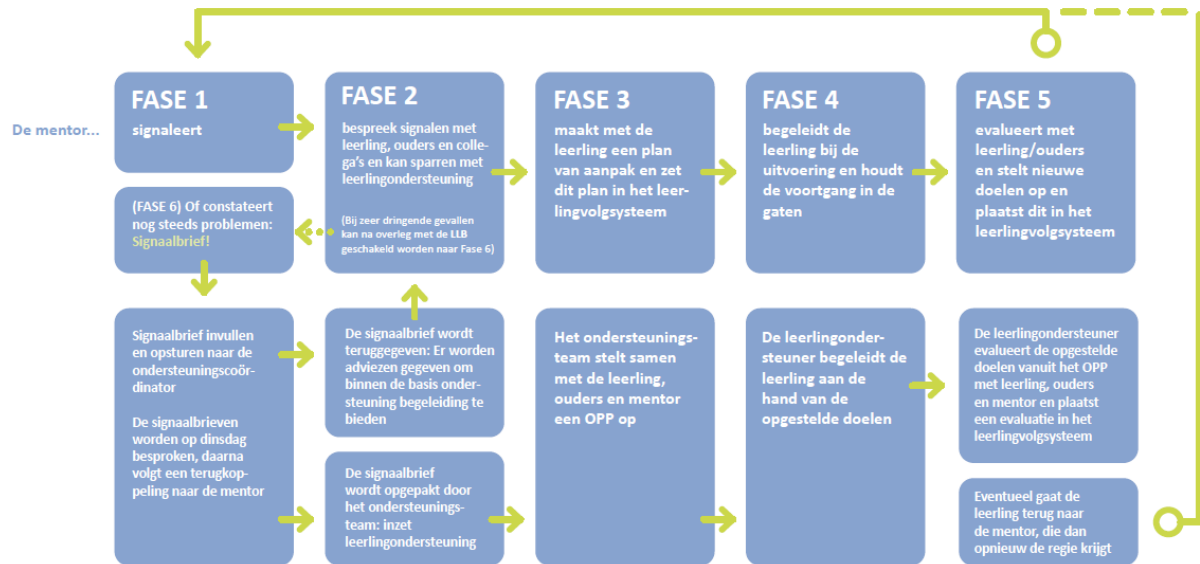 De mentor...
FASE 1
signaleert
FASE 2
bespreek signalen met
leerling, ouders en colle-
ga's en kan sparren met
leerlingondersteuning
(Bij zeer dringende gevallen
kan na overleg met de LLB
geschakeld worden naar Fase 6)
FASE 3
maakt met de
leerling een plan
van aanpak en zet
dit plan in het leer-
lingvolgsysteem
FASE 4
begeleidt de
leerling bij de
uitvoering en houdt
de voortgang in de
gaten
FASE 5
evalueert met
leerling/ouders
en stelt nieuwe
doelen op en
plaatst dit in het
leerlingvolgsysteem
(FASE 6) Of constateert
nog steeds problemen:
Signaalbrief!
Signaalbrief invullen
en opsturen naar de
ondersteuningscoör-
dinator
De signaalbrieven
worden op dinsdag
besproken, daarna
volgt een terugkop-
peling naar de mentor
De signaalbrief wordt
teruggegeven: Er worden
adviezen gegeven om
binnen de basis onder-
steuning begeleiding te
bieden
De signaalbrief
wordt opgepakt door
het ondersteunings-
team: inzet
leerlingondersteuning
Het ondersteunings-
team stelt samen
met de leerling,
ouders en mentor
een OPP op
De leerlingonder-
steuner begeleidt de
leerling aan de
hand van de
opgestelde doelen
De leerlingondersteuner
evalueert de opgestelde
doelen vanuit het OPP
met leerling, ouders
en mentor en plaatst
een evaluatie in het
leerlingvolgsysteem
Eventueel gaat de
leerling terug naar
de mentor, die dan
opnieuw de regie krijgt